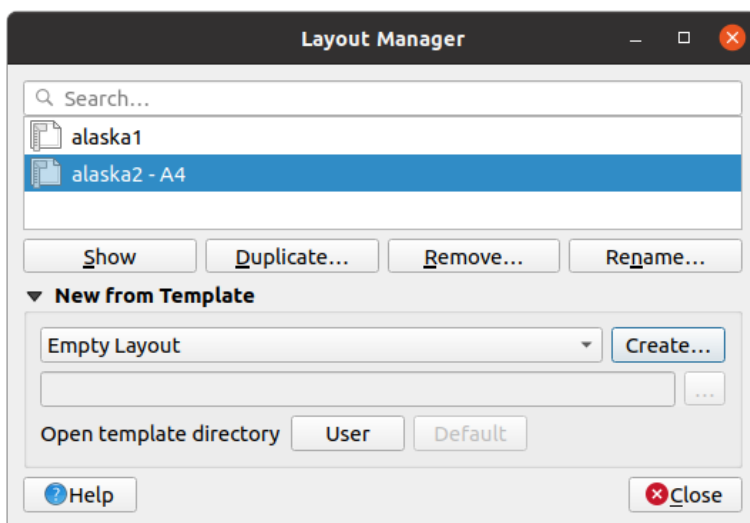 Layout Manager
Search...
alaska1
alaska2 - A4
Show Duplicate... Remove... Rename...
New from Template
Empty Layout Create...
...
Open template directory User Default
Help Close